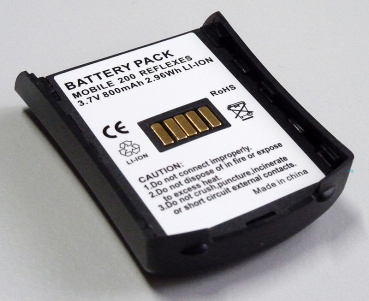 BATTERY PACK
MOBILE 200 REFLEXES
3.7V 800mAh 2.96Wh LI-ION
RoHS
CE
LI-ION
CAUTION:
1.Do not connect improperly.
2.Do not dispose of in fire or expose
to excessive heat!
3.Do not crush,puncture,incinerate
or short circuit external contacts.
Made in china